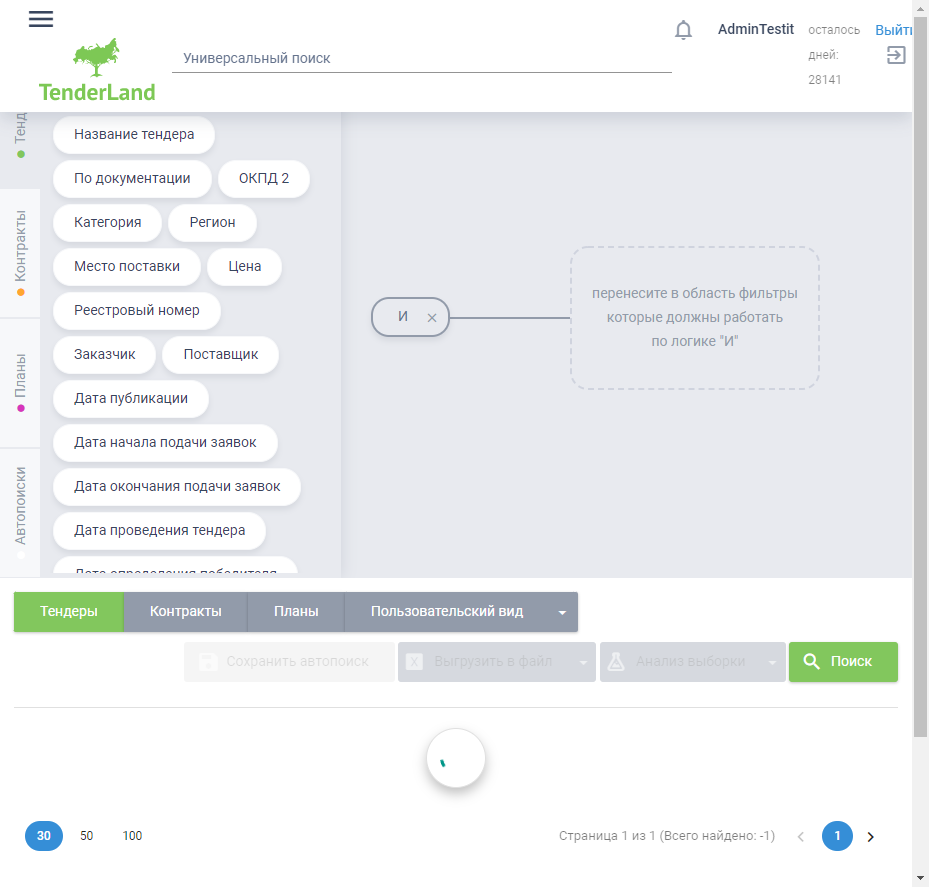 AdminTestit
осталось
дней:
28141
Выйти
Универсальный поиск
TenderLand
Тенд
Контракты
Планы
Автопоиски
Название тендера
По документации
ОКПД 2
Категория
Регион
Место поставки
Цена
Реестровый номер
Заказчик
Поставщик
Дата публикации
Дата начала подачи заявок
Дата окончания подачи заявок
Дата проведения тендера
Дата определения победителя
И
перенесите в область фильтры
которые должны работать
по логике "И"
Тендеры
Контракты
Планы
Пользовательский вид
Сохранить автопоиск
Выгрузить в файл
Анализ выборки
Поиск
30
50
100
Страница 1 из 1 (Всего найдено: -1)
1